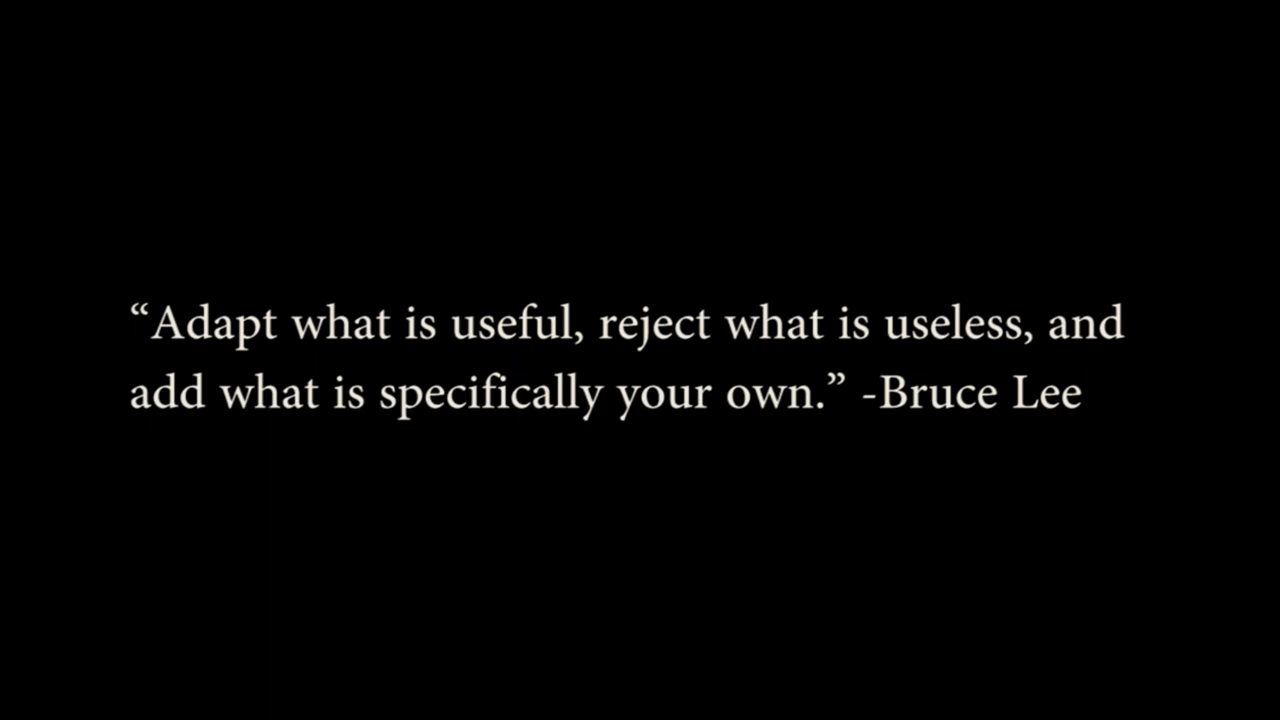 “Adapt what is useful, reject what is useless, and
add what is specifically your own.” -Bruce Lee